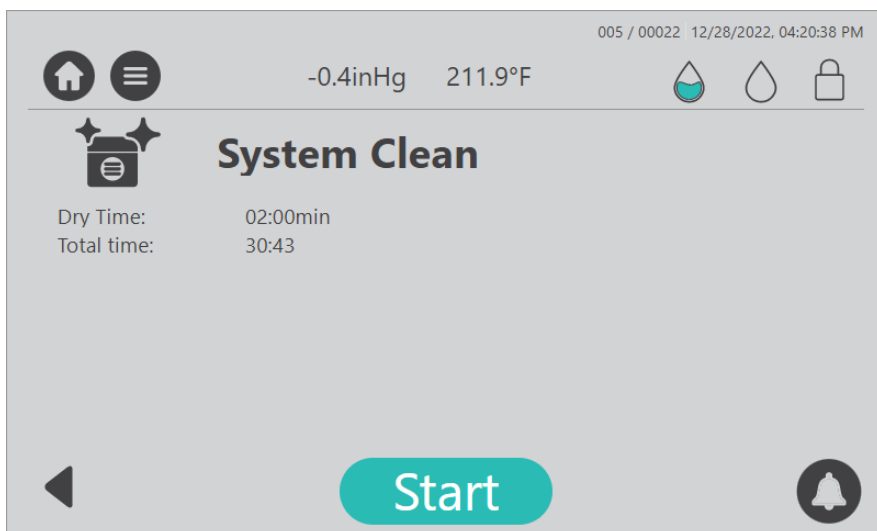 005 / 00022 12/28/2022, 04:20:38 PM
-0.4inHg 211.9°F
System Clean
Dry Time: 02:00min
Total time: 30:43
Start